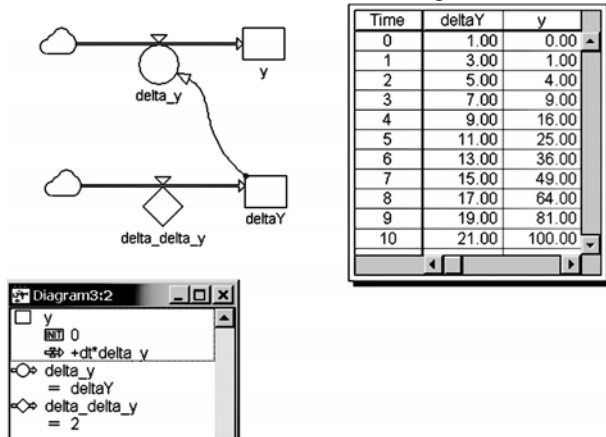 y
delta_y
deltaY
delta_delta_y
Time deltaY y
0 1.00 0.00
1 3.00 1.00
2 5.00 4.00
3 7.00 9.00
4 9.00 16.00
5 11.00 25.00
6 13.00 36.00
7 15.00 49.00
8 17.00 64.00
9 19.00 81.00
10 21.00 100.00
Diagram3:2
y
INIT 0
+dt*delta_y
delta_y
= deltaY
delta_delta_y
= 2